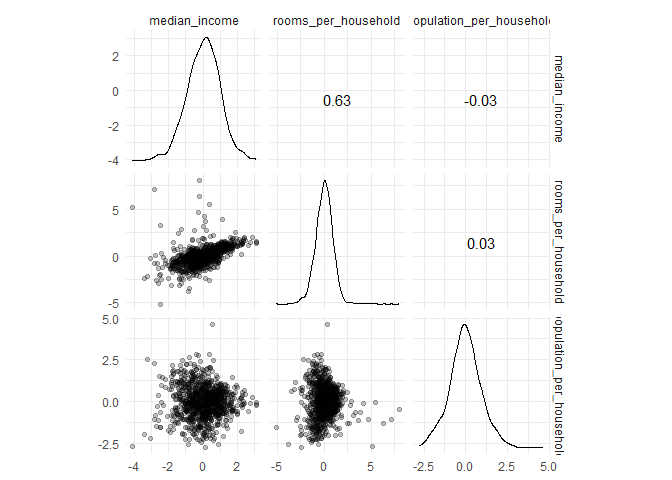 median_income rooms_per_household opulation_per_househol
2
0
-2
-4
0.63
-0.03
median_income
5
0
-5
0.03
rooms_per_household
5.0
2.5
0.0
-2.5
opulation_per_househol
-4 -2 0 2 -5 0 5 -2.5 0.0 2.5 5.0